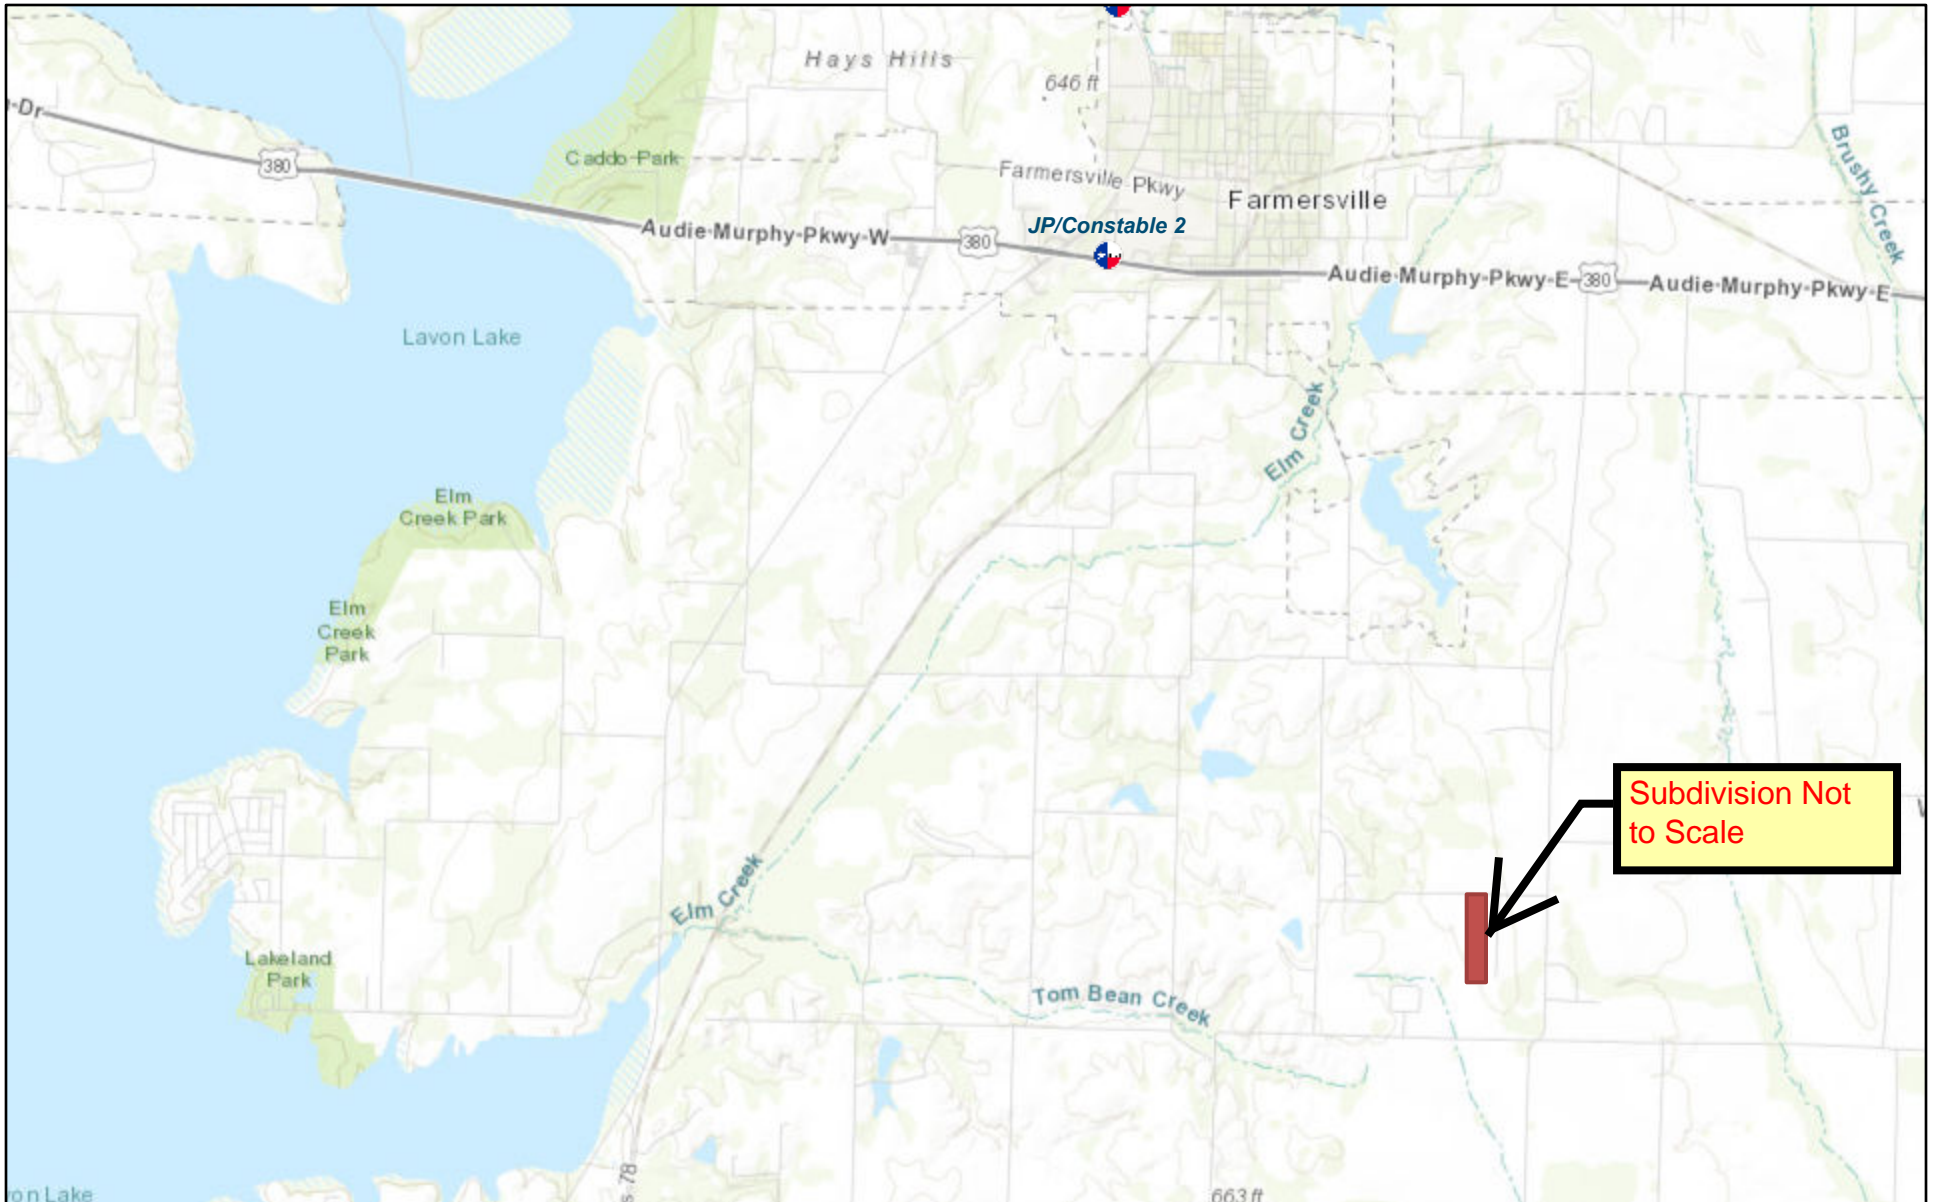 Hays Hills
646 ft
-Dr
380
Caddo Park
Farmersville Pkwy
Farmersville
Brushy Creek
JP/Constable 2
Audie-Murphy-Pkwy-W
380
Audie-Murphy-Pkwy-E
380
Audie-Murphy-Pkwy-E
Lavon Lake
Elm Creek
Elm
Creek Park
Elm
Creek
Park
Subdivision Not
to Scale
Elm Creek
Lakeland
Park
Tom Bean Creek
s-78
663 ft
on Lake